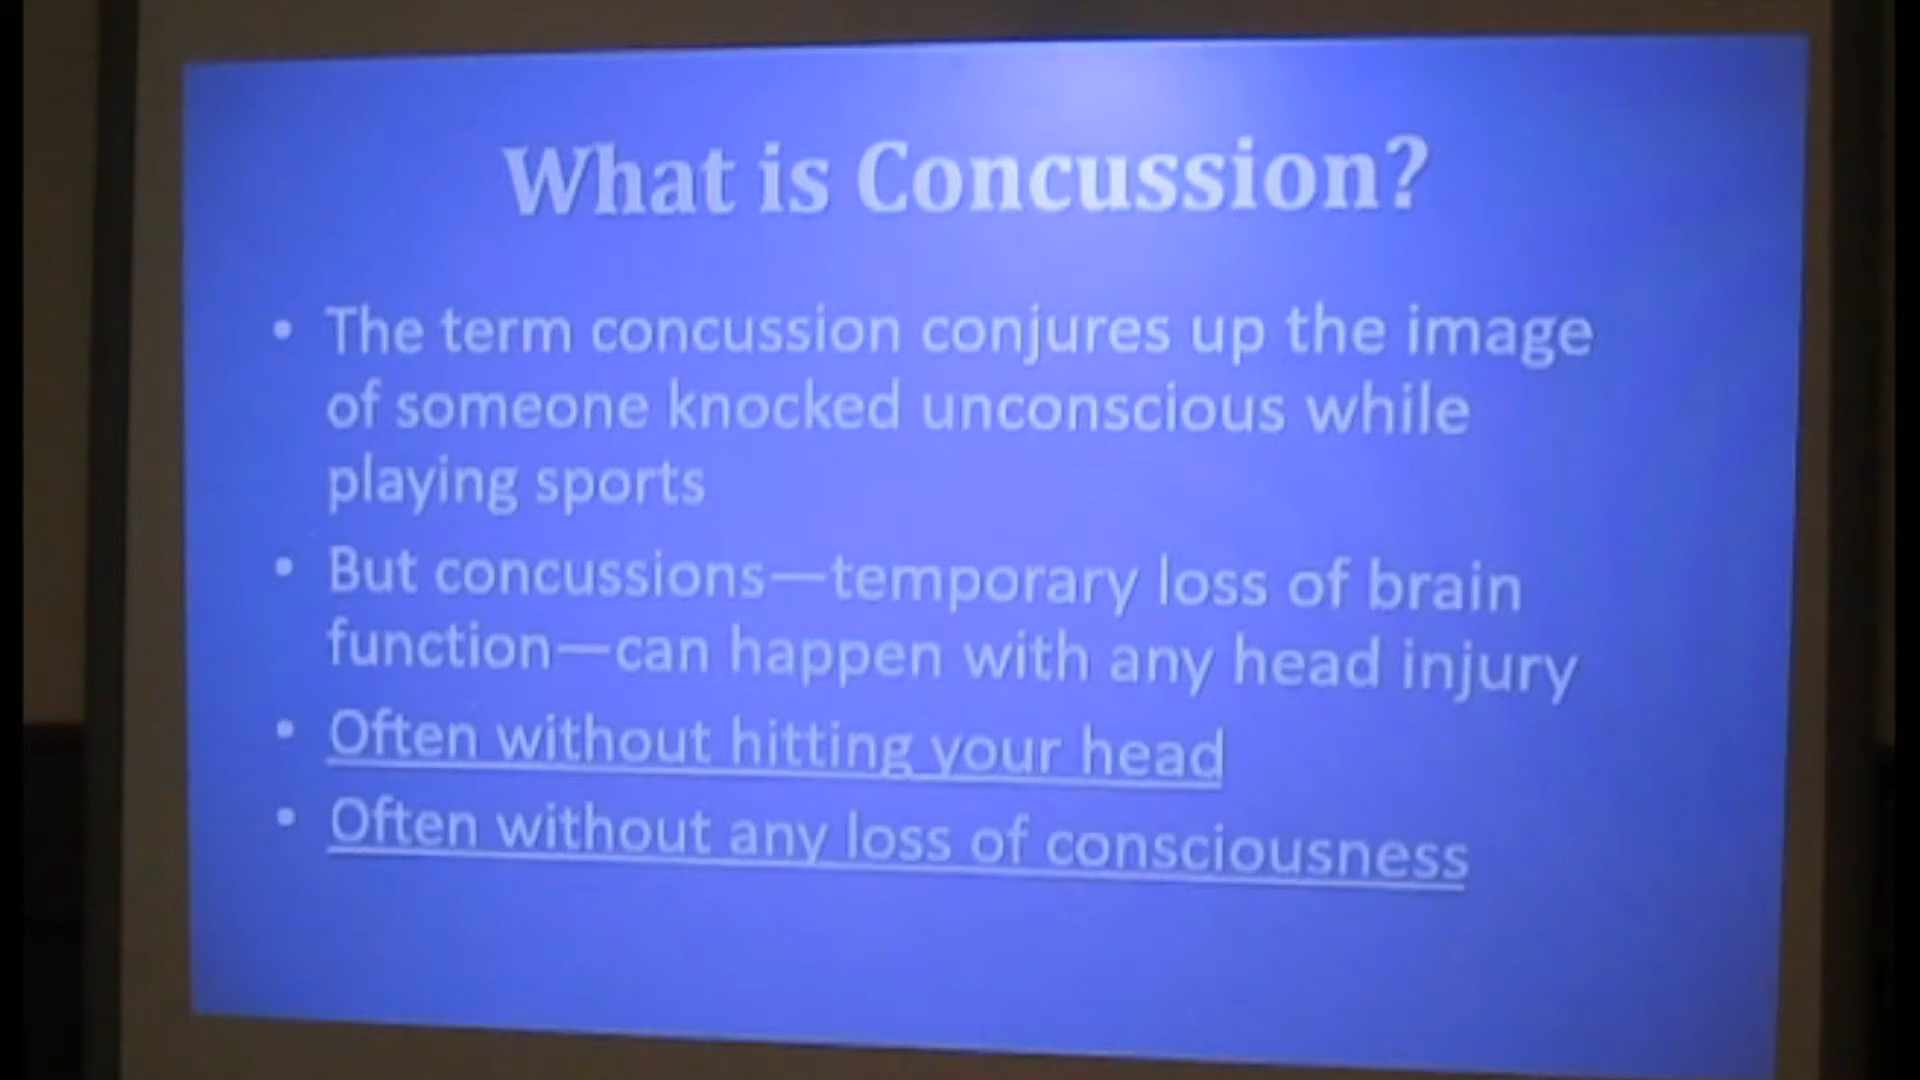 What is Concussion?
• The term concussion conjures up the image
of someone knocked unconscious while
playing sports
• But concussions—temporary loss of brain
function—can happen with any head injury
• Often without hitting your head
• Often without any loss of consciousness